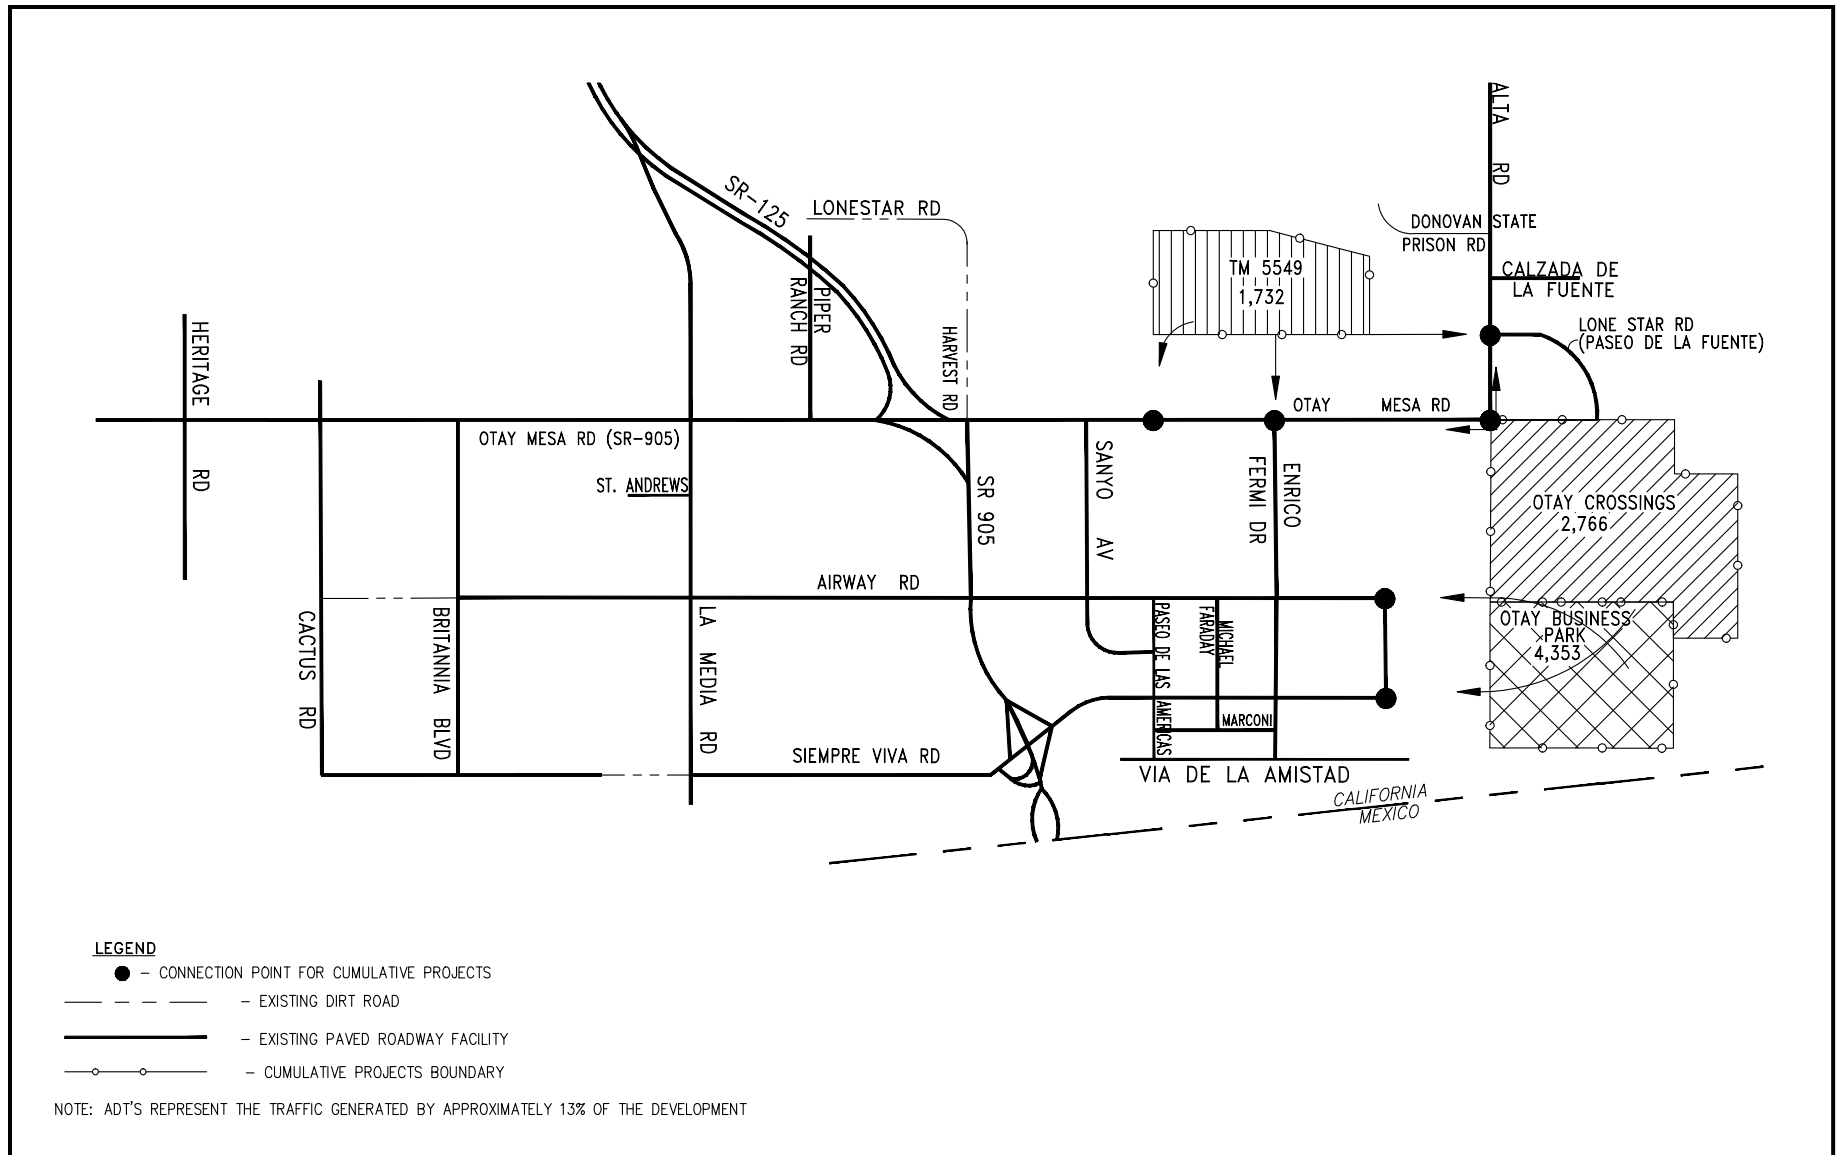 ALTA RD
SR-125
LONESTAR RD
DONOVAN STATE
PRISON RD
TM 5549
1,732
CALZADA DE
LA FUENTE
PIPER
RANCH RD
HERITAGE RD
HARVEST RD
LONE STAR RD
(PASEO DE LA FUENTE)
OTAY MESA RD
OTAY MESA RD (SR-905)
ST. ANDREWS
SR 905
SANYO AV
ENRICO
FERMI DR
OTAY CROSSINGS
2,766
AIRWAY RD
CACTUS RD
BRITANNIA BLVD
LA MEDIA RD
PASEO DE LAS AMERICAS
MICHAEL
FARADAY
OTAY BUSINESS
PARK
4,353
MARCONI
SIEMPRE VIVA RD
VIA DE LA AMISTAD
CALIFORNIA
MEXICO
LEGEND
– CONNECTION POINT FOR CUMULATIVE PROJECTS
– EXISTING DIRT ROAD
– EXISTING PAVED ROADWAY FACILITY
– CUMULATIVE PROJECTS BOUNDARY
NOTE: ADT'S REPRESENT THE TRAFFIC GENERATED BY APPROXIMATELY 13% OF THE DEVELOPMENT